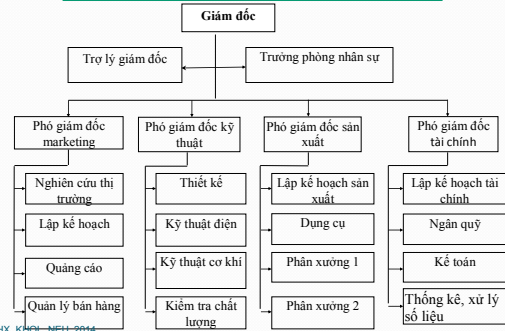 Giám đốc
Trợ lý giám đốc
Trưởng phòng nhân sự
Phó giám đốc
marketing
Phó giám đốc kỹ
thuật
Phó giám đốc sản
xuất
Phó giám đốc
tài chính
Nghiên cứu thị
trường
Lập kế hoạch
Quảng cáo
Quản lý bán hàng
Thiết kế
Kỹ thuật điện
Kỹ thuật cơ khí
Kiểm tra chất
lượng
Lập kế hoạch sản
xuất
Dụng cụ
Phân xưởng 1
Phân xưởng 2
Lập kế hoạch tài
chính
Ngân quỹ
Kế toán
Thống kê, xử lý
số liệu